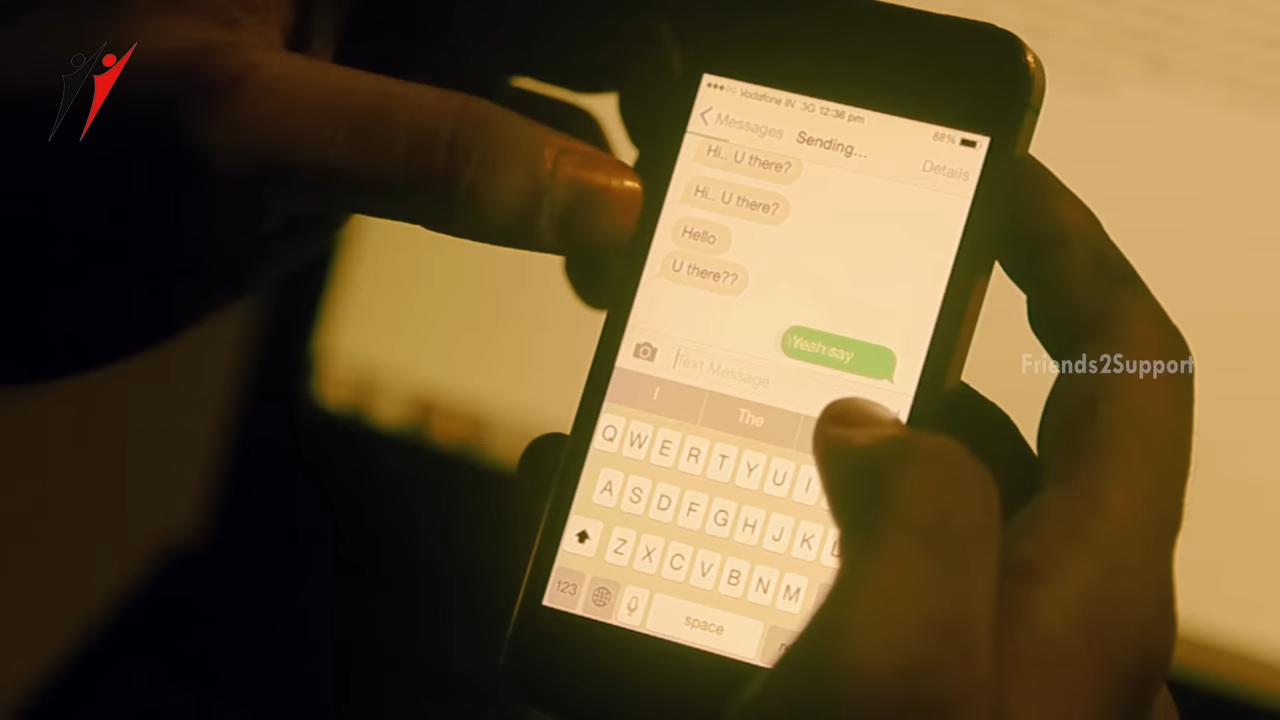 Vodafone IN 3G 12:36 pm 88%
Messages Sending... Details
Hi.. U there?
Hi.. U there?
Hello
U there??
Yeah say
Text Message
I The
Q W E R T Y U I
A S D F G H J K L
Z X C V B N M
123 space
Friends2Support